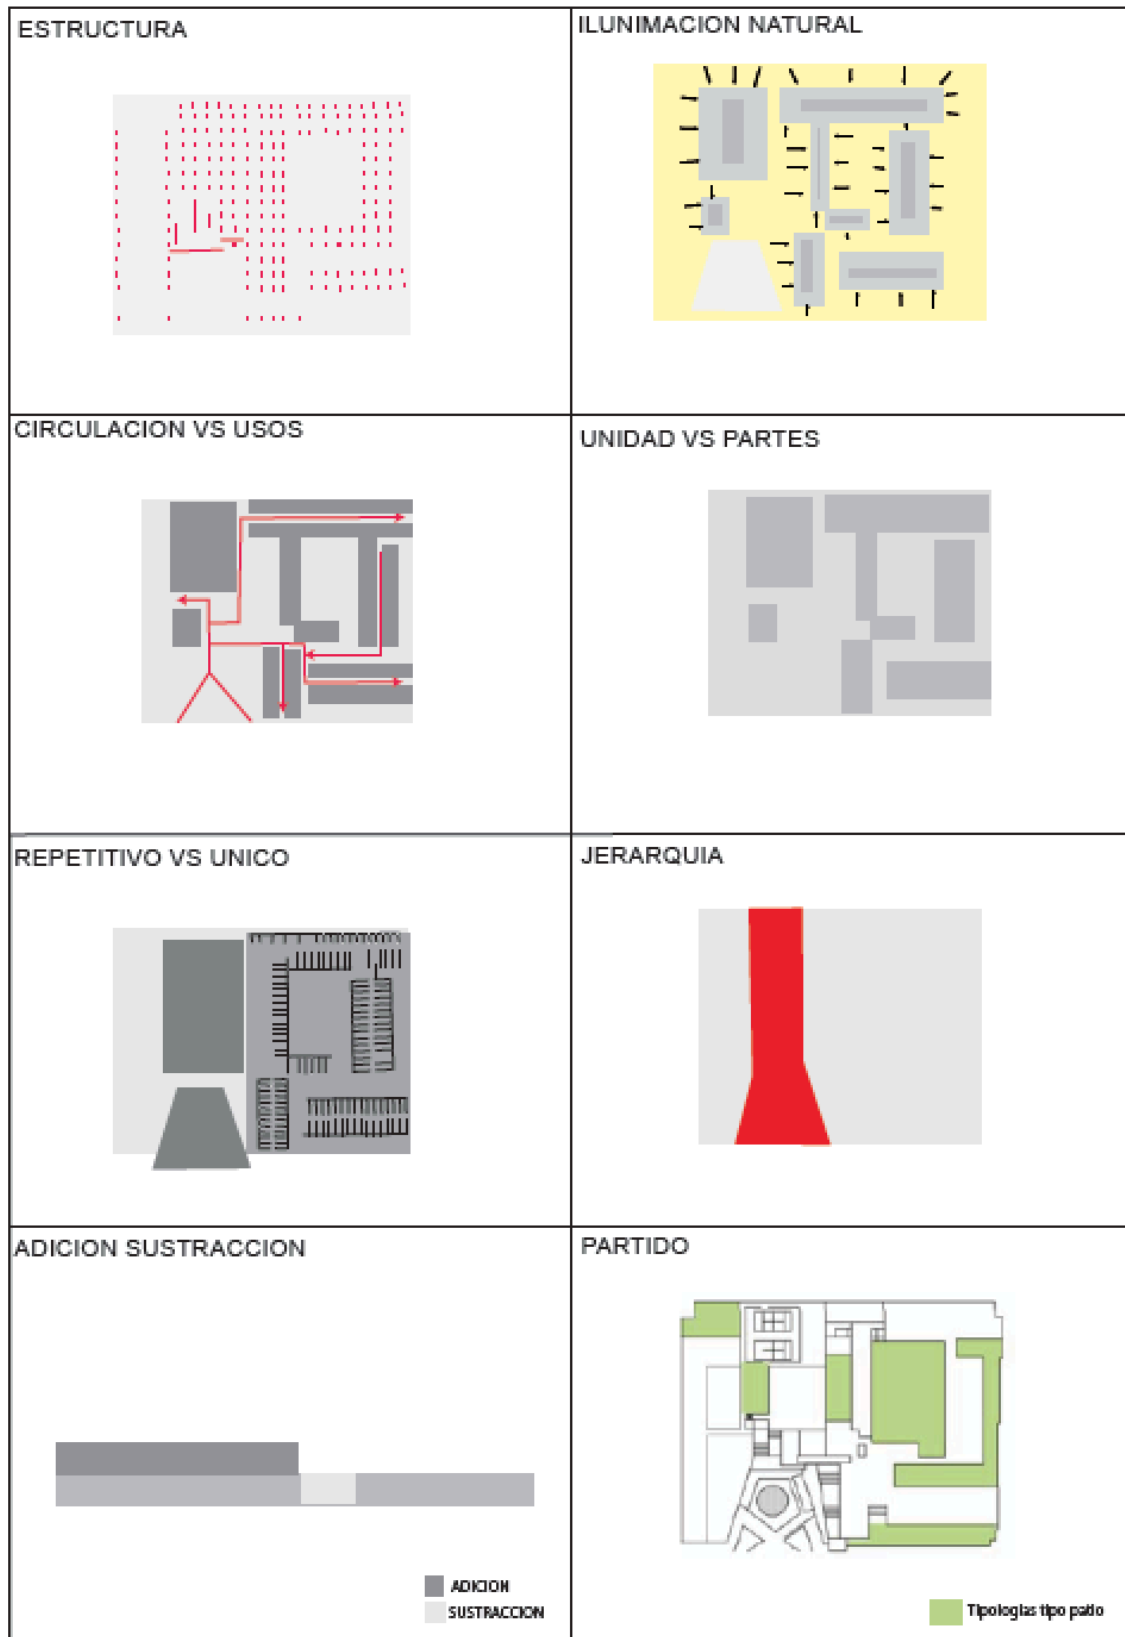 ESTRUCTURA
ILUNIMACION NATURAL
CIRCULACION VS USOS
UNIDAD VS PARTES
REPETITIVO VS UNICO
JERARQUIA
ADICION SUSTRACCION
PARTIDO
ADICION
SUSTRACCION
Tipologias tipo patio